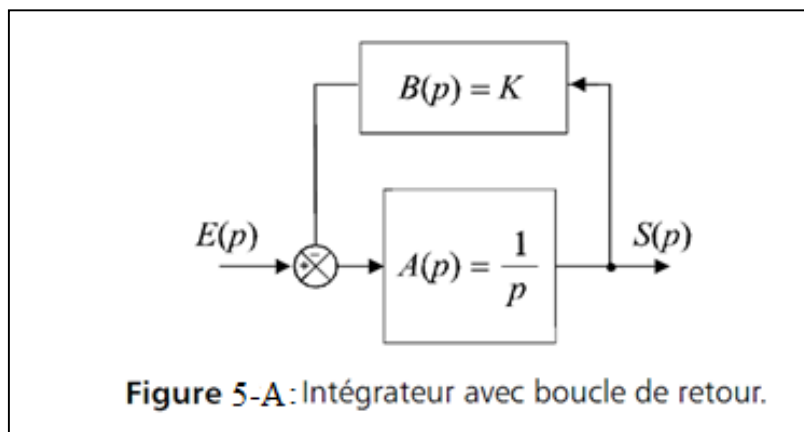 B(p) = K
E(p)
+
−
A(p) = 1/p
S(p)
Figure 5-A: Intégrateur avec boucle de retour.